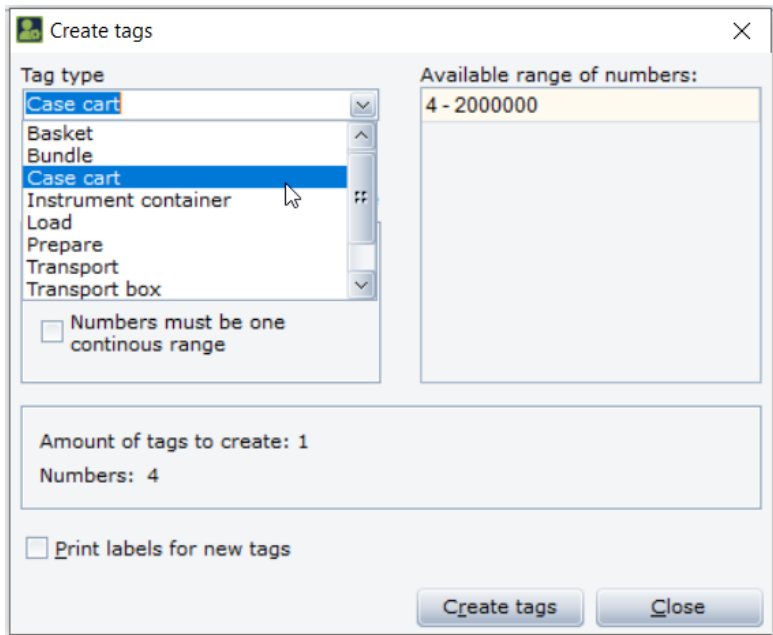 Create tags
Tag type
Case cart
Basket
Bundle
Case cart
Instrument container
Load
Prepare
Transport
Transport box
Numbers must be one
continous range
Available range of numbers:
4 - 2000000
Amount of tags to create: 1
Numbers: 4
Print labels for new tags
Create tags
Close